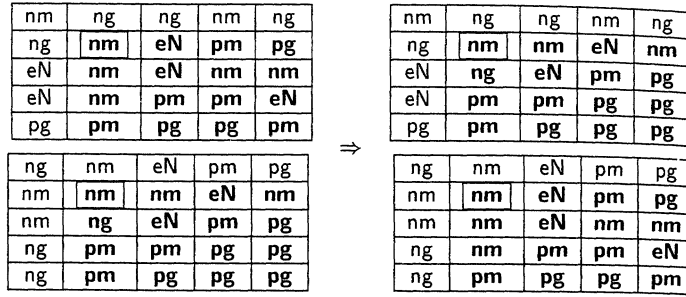 nm ng ng nm ng
ng nm eN pm pg
eN nm eN nm nm
eN nm pm pm eN
pg pm pg pg pm
ng nm eN pm pg
nm nm nm eN nm
nm ng eN pm pg
ng pm pm pg pg
ng pm pg pg pg
⇒
nm ng ng nm ng
ng nm nm eN nm
eN ng eN pm pg
eN pm pm pg pg
pg pm pg pg pg
ng nm eN pm pg
nm nm eN pm pg
nm nm eN nm nm
ng nm pm pm eN
ng pm pg pg pm